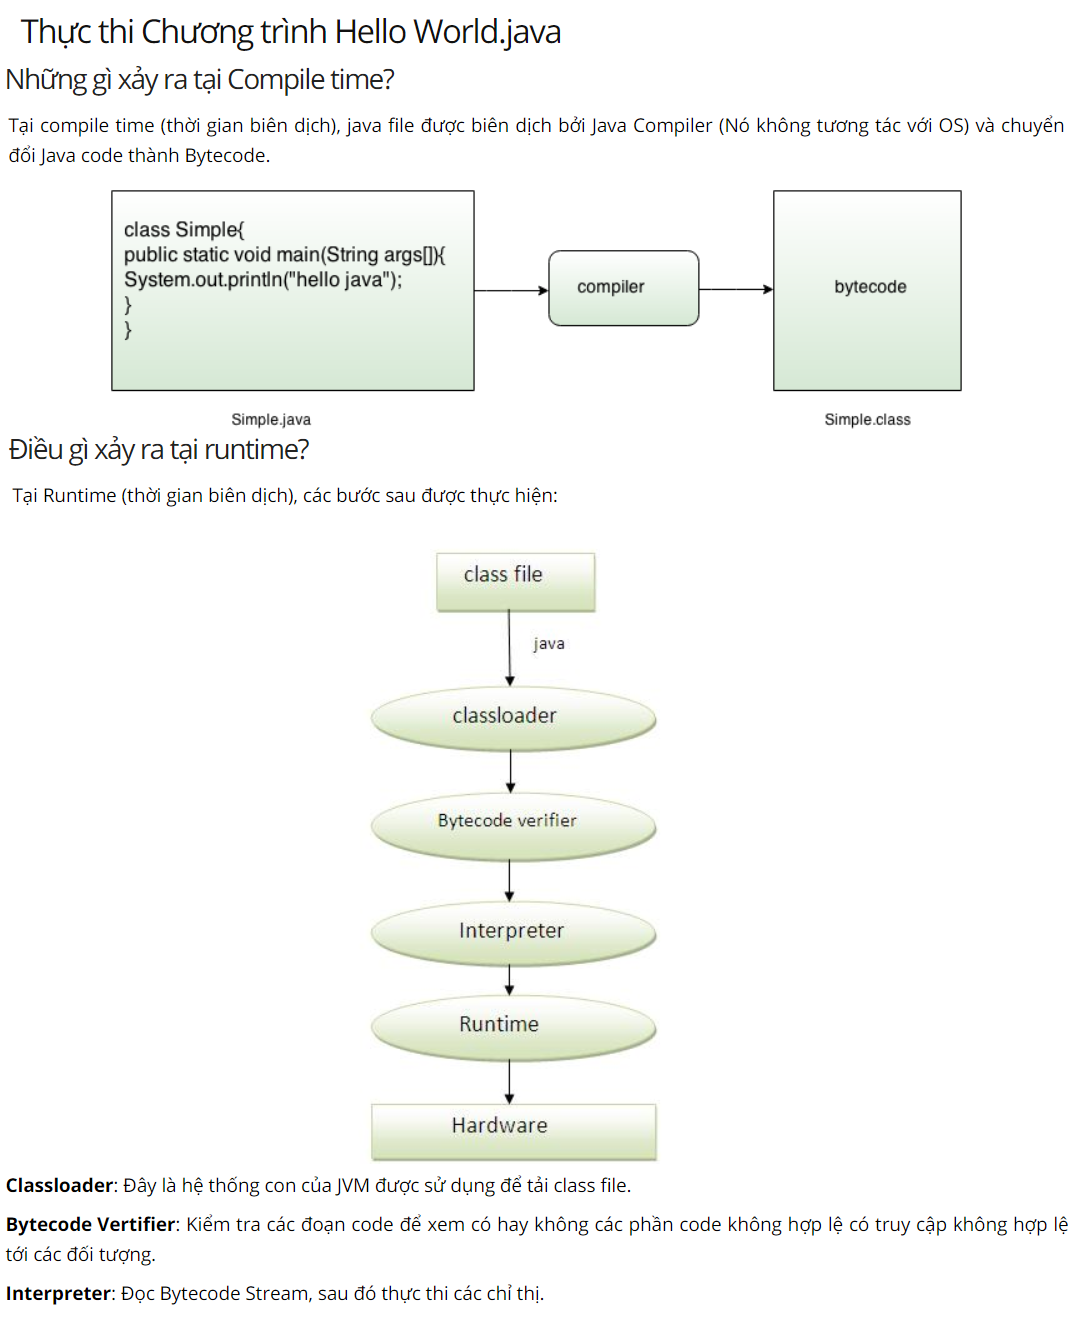 Thực thi Chương trình Hello World.java
Những gì xảy ra tại Compile time?
Tại compile time (thời gian biên dịch), java file được biên dịch bởi Java Compiler (Nó không tương tác với OS) và chuyển
đổi Java code thành Bytecode.
class Simple{
public static void main(String args[]){
System.out.println("hello java");
}
}
compiler
bytecode
Simple.java
Simple.class
Điều gì xảy ra tại runtime?
Tại Runtime (thời gian biên dịch), các bước sau được thực hiện:
class file
java
classloader
Bytecode verifier
Interpreter
Runtime
Hardware
Classloader: Đây là hệ thống con của JVM được sử dụng để tải class file.
Bytecode Vertifier: Kiểm tra các đoạn code để xem có hay không các phần code không hợp lệ có truy cập không hợp lệ
tới các đối tượng.
Interpreter: Đọc Bytecode Stream, sau đó thực thi các chỉ thị.